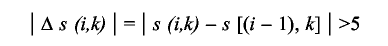 | Δ s (i,k) | = | s (i,k) – s [(i – 1), k] | >5